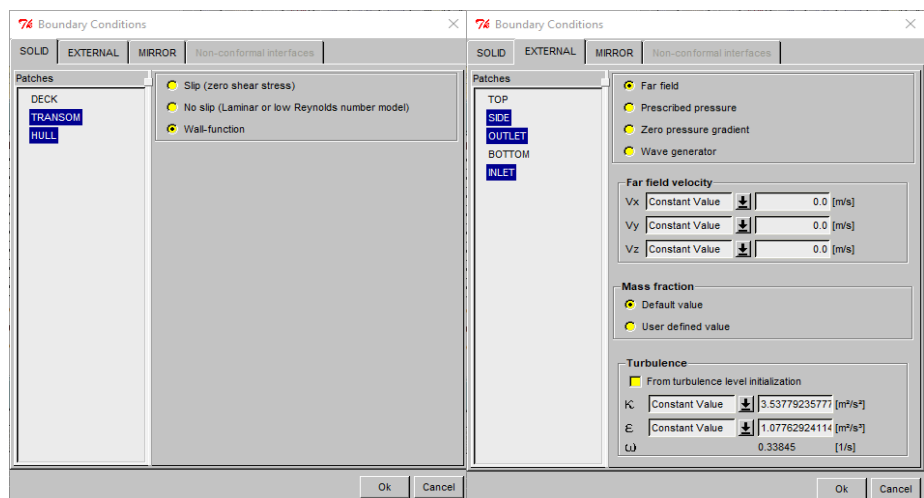 Boundary Conditions
SOLID EXTERNAL MIRROR Non-conformal interfaces
Patches
DECK
TRANSOM
HULL
Slip (zero shear stress)
No slip (Laminar or low Reynolds number model)
Wall-function
Ok Cancel
Boundary Conditions
SOLID EXTERNAL MIRROR Non-conformal interfaces
Patches
TOP
SIDE
OUTLET
BOTTOM
INLET
Far field
Prescribed pressure
Zero pressure gradient
Wave generator
Far field velocity
Vx Constant Value 0.0 [m/s]
Vy Constant Value 0.0 [m/s]
Vz Constant Value 0.0 [m/s]
Mass fraction
Default value
User defined value
Turbulence
From turbulence level initialization
K Constant Value 3.53779235777 [m²/s²]
ε Constant Value 1.07762924114 [m²/s³]
ω 0.33845 [1/s]
Ok Cancel